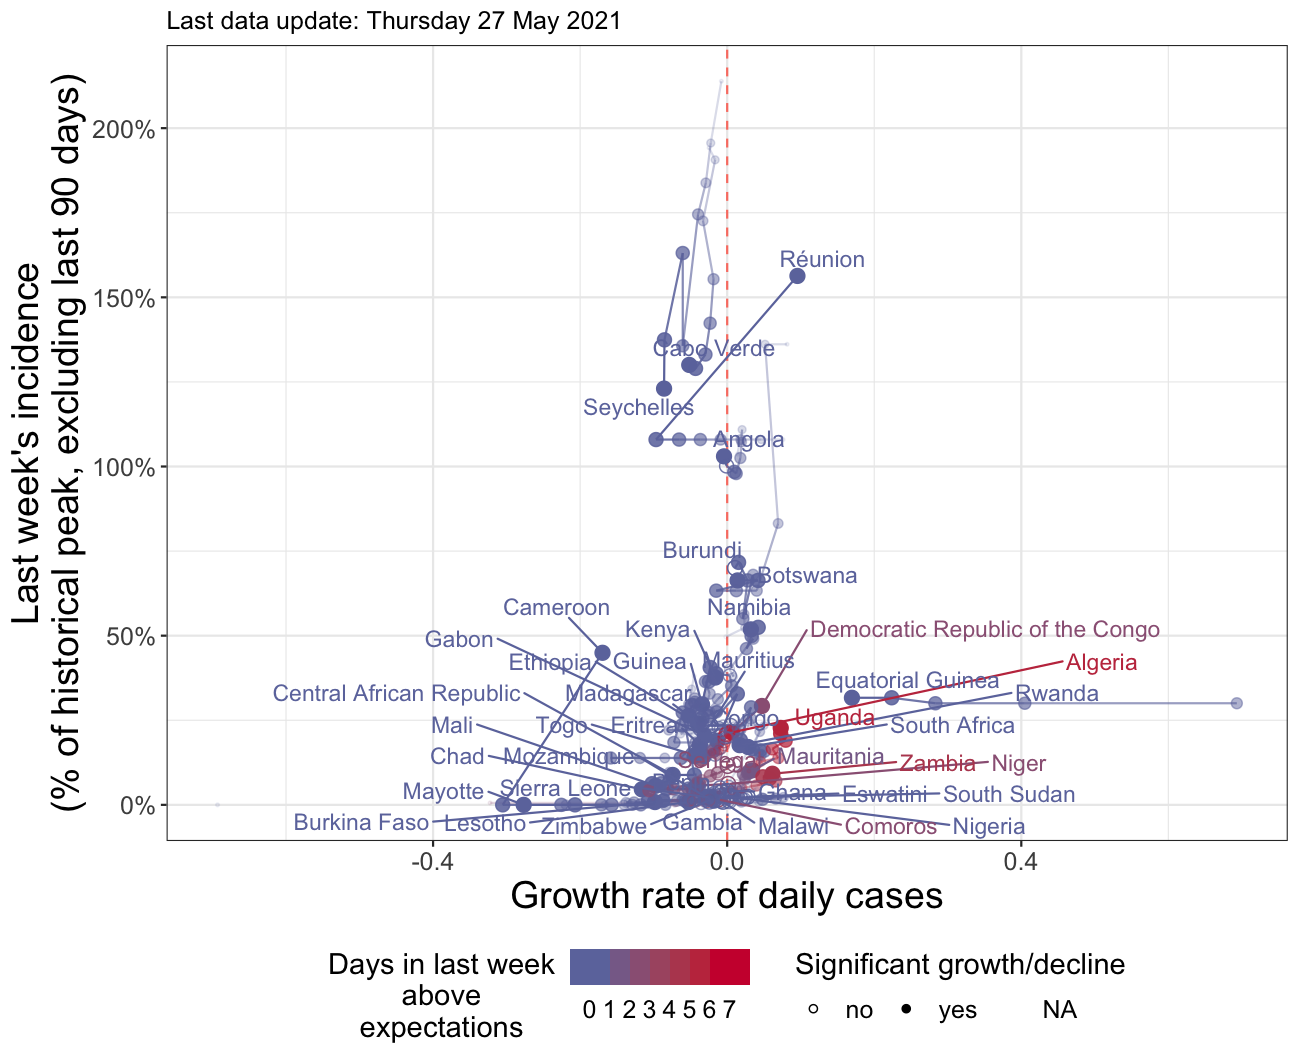 Last data update: Thursday 27 May 2021
Last week's incidence
(% of historical peak, excluding last 90 days)
200%
150%
100%
50%
0%
Réunion
Cabo Verde
Seychelles
Angola
Burundi
Botswana
Cameroon
Namibia
Gabon
Kenya
Democratic Republic of the Congo
Ethiopia
Guinea
Mauritius
Algeria
Equatorial Guinea
Central African Republic
Madagascar
Rwanda
Mali
Togo
Eritrea
Uganda
South Africa
Chad
Mozambique
Mauritania
Zambia
Niger
Mayotte
Sierra Leone
Eswatini
South Sudan
Burkina Faso
Lesotho
Zimbabwe
Gambia
Malawi
Comoros
Nigeria
-0.4
0.0
0.4
Growth rate of daily cases
Days in last week
above
expectations
0 1 2 3 4 5 6 7
Significant growth/decline
no
yes
NA